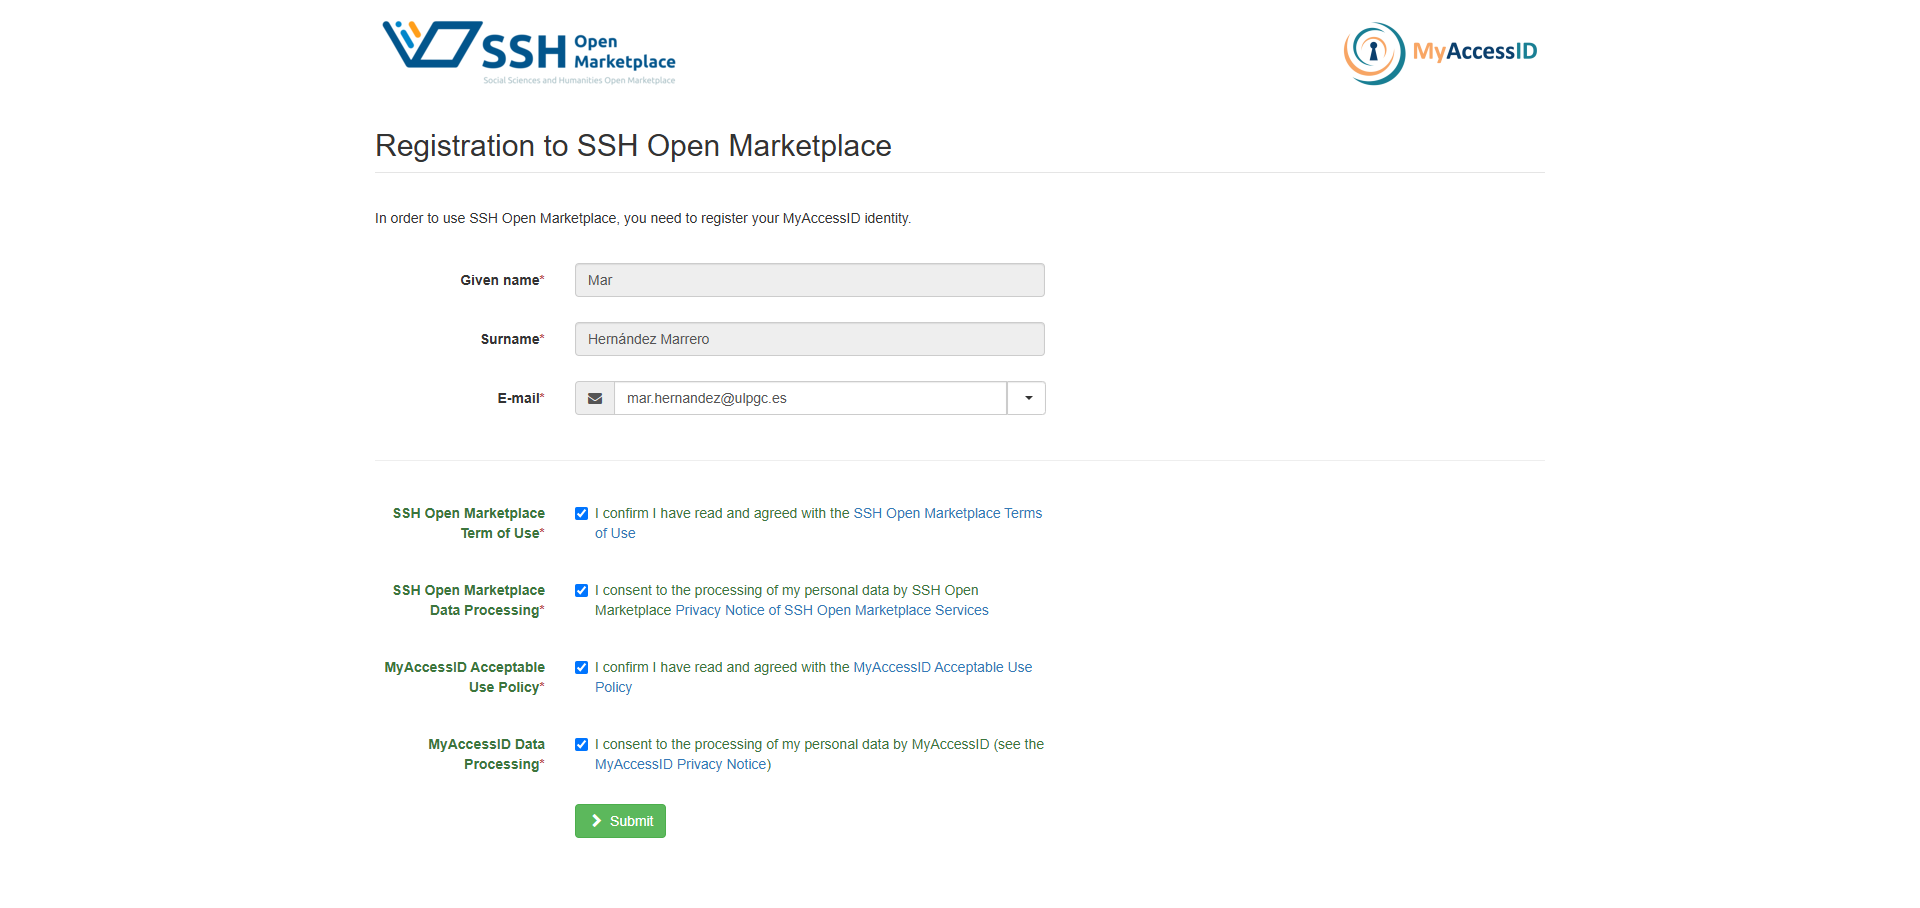 SSH Open
Marketplace
Social Sciences and Humanities Open Marketplace
MyAccessID
Registration to SSH Open Marketplace
In order to use SSH Open Marketplace, you need to register your MyAccessID identity.
Given name*
Mar
Surname*
Hernández Marrero
E-mail*
mar.hernandez@ulpgc.es
SSH Open Marketplace
Term of Use*
I confirm I have read and agreed with the SSH Open Marketplace Terms
of Use
SSH Open Marketplace
Data Processing*
I consent to the processing of my personal data by SSH Open
Marketplace Privacy Notice of SSH Open Marketplace Services
MyAccessID Acceptable
Use Policy*
I confirm I have read and agreed with the MyAccessID Acceptable Use
Policy
MyAccessID Data
Processing*
I consent to the processing of my personal data by MyAccessID (see the
MyAccessID Privacy Notice)
Submit